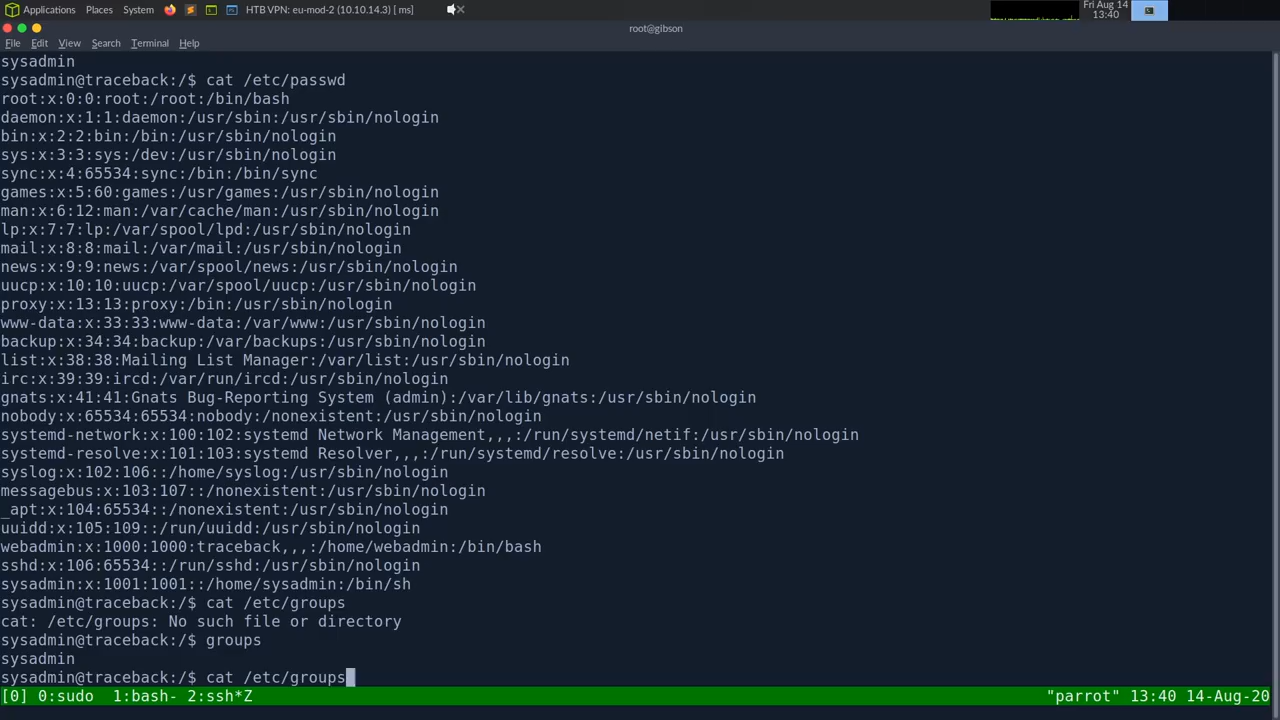 Applications Places System HTB VPN: eu-mod-2 (10.10.14.3) [ ms] Fri Aug 14
13:40
root@gibson
File Edit View Search Terminal Help
sysadmin
sysadmin@traceback:/$ cat /etc/passwd
root:x:0:0:root:/root:/bin/bash
daemon:x:1:1:daemon:/usr/sbin:/usr/sbin/nologin
bin:x:2:2:bin:/bin:/usr/sbin/nologin
sys:x:3:3:sys:/dev:/usr/sbin/nologin
sync:x:4:65534:sync:/bin:/bin/sync
games:x:5:60:games:/usr/games:/usr/sbin/nologin
man:x:6:12:man:/var/cache/man:/usr/sbin/nologin
lp:x:7:7:lp:/var/spool/lpd:/usr/sbin/nologin
mail:x:8:8:mail:/var/mail:/usr/sbin/nologin
news:x:9:9:news:/var/spool/news:/usr/sbin/nologin
uucp:x:10:10:uucp:/var/spool/uucp:/usr/sbin/nologin
proxy:x:13:13:proxy:/bin:/usr/sbin/nologin
www-data:x:33:33:www-data:/var/www:/usr/sbin/nologin
backup:x:34:34:backup:/var/backups:/usr/sbin/nologin
list:x:38:38:Mailing List Manager:/var/list:/usr/sbin/nologin
irc:x:39:39:ircd:/var/run/ircd:/usr/sbin/nologin
gnats:x:41:41:Gnats Bug-Reporting System (admin):/var/lib/gnats:/usr/sbin/nologin
nobody:x:65534:65534:nobody:/nonexistent:/usr/sbin/nologin
systemd-network:x:100:102:systemd Network Management,,,:/run/systemd/netif:/usr/sbin/nologin
systemd-resolve:x:101:103:systemd Resolver,,,:/run/systemd/resolve:/usr/sbin/nologin
syslog:x:102:106::/home/syslog:/usr/sbin/nologin
messagebus:x:103:107::/nonexistent:/usr/sbin/nologin
_apt:x:104:65534::/nonexistent:/usr/sbin/nologin
uuidd:x:105:109::/run/uuidd:/usr/sbin/nologin
webadmin:x:1000:1000:traceback,,,:/home/webadmin:/bin/bash
sshd:x:106:65534::/run/sshd:/usr/sbin/nologin
sysadmin:x:1001:1001::/home/sysadmin:/bin/sh
sysadmin@traceback:/$ cat /etc/groups
cat: /etc/groups: No such file or directory
sysadmin@traceback:/$ groups
sysadmin
sysadmin@traceback:/$ cat /etc/groups
[0] 0:sudo 1:bash- 2:ssh*Z "parrot" 13:40 14-Aug-20